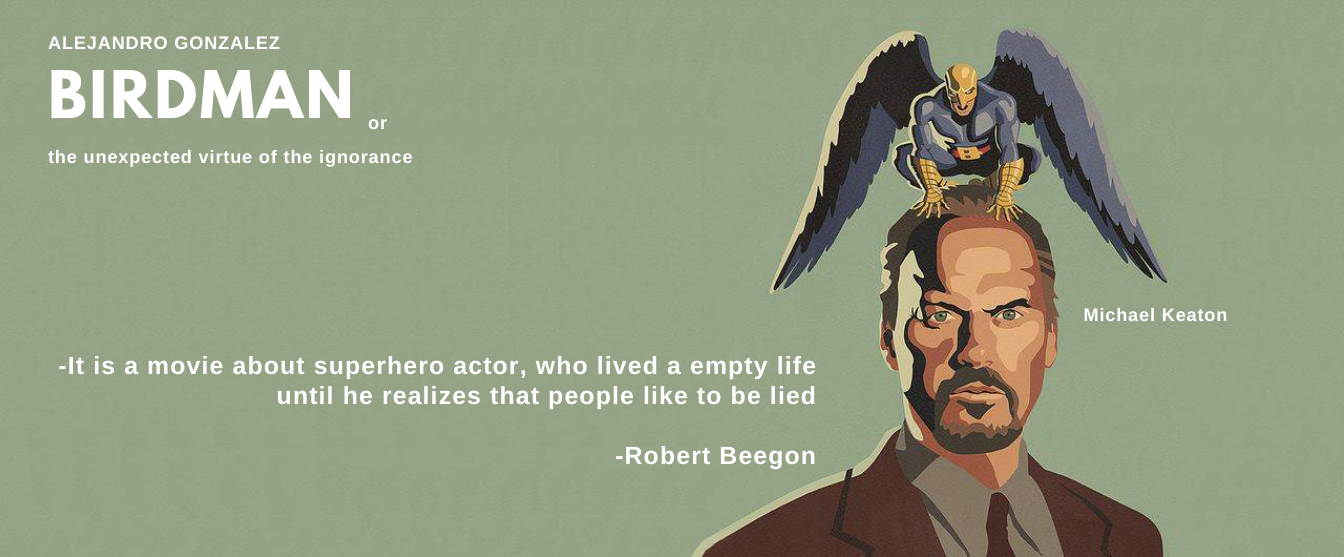 ALEJANDRO GONZALEZ
BIRDMAN or
the unexpected virtue of the ignorance
Michael Keaton
-It is a movie about superhero actor, who lived a empty life
until he realizes that people like to be lied
-Robert Beegon